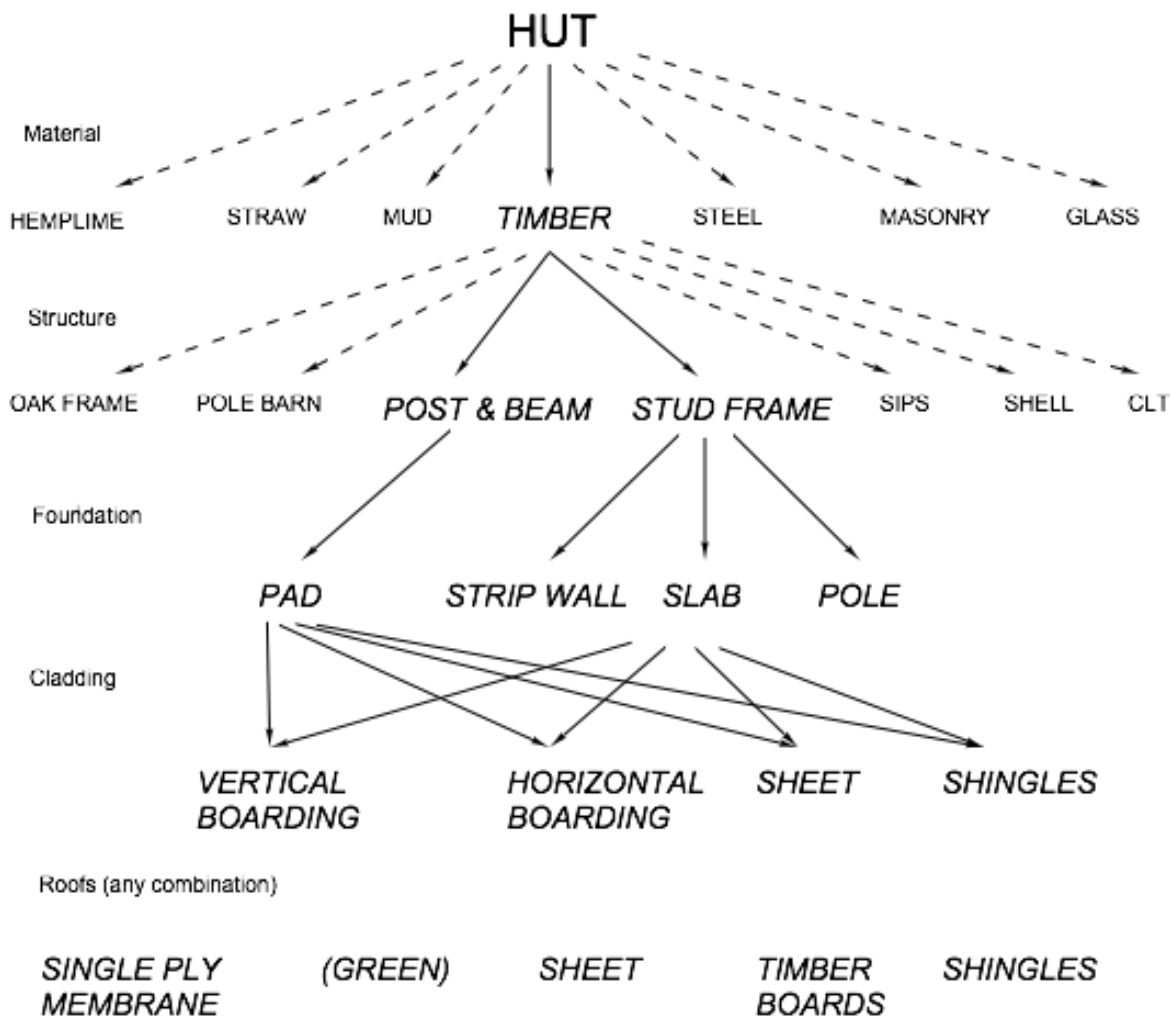 HUT
Material
HEMPLIME STRAW MUD TIMBER STEEL MASONRY GLASS
Structure
OAK FRAME POLE BARN POST & BEAM STUD FRAME SIPS SHELL CLT
Foundation
PAD STRIP WALL SLAB POLE
Cladding
VERTICAL HORIZONTAL SHEET SHINGLES
BOARDING BOARDING
Roofs (any combination)
SINGLE PLY (GREEN) SHEET TIMBER SHINGLES
MEMBRANE BOARDS